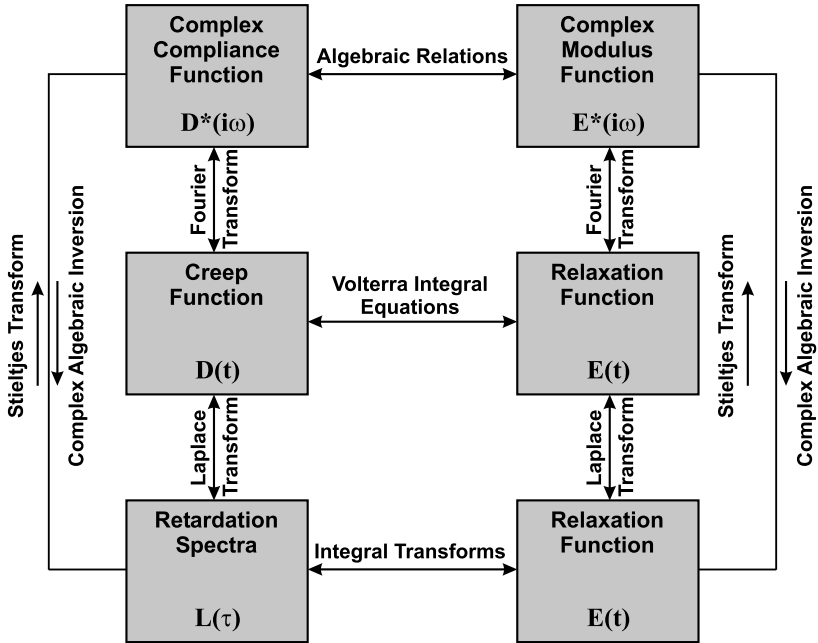 Complex
Compliance
Function
D*(iω)
Algebraic Relations
Complex
Modulus
Function
E*(iω)
Fourier
Transform
Fourier
Transform
Stieltjes Transform
Complex Algebraic Inversion
Creep
Function
D(t)
Volterra Integral
Equations
Relaxation
Function
E(t)
Stieltjes Transform
Complex Algebraic Inversion
Laplace
Transform
Laplace
Transform
Retardation
Spectra
L(τ)
Integral Transforms
Relaxation
Function
E(t)